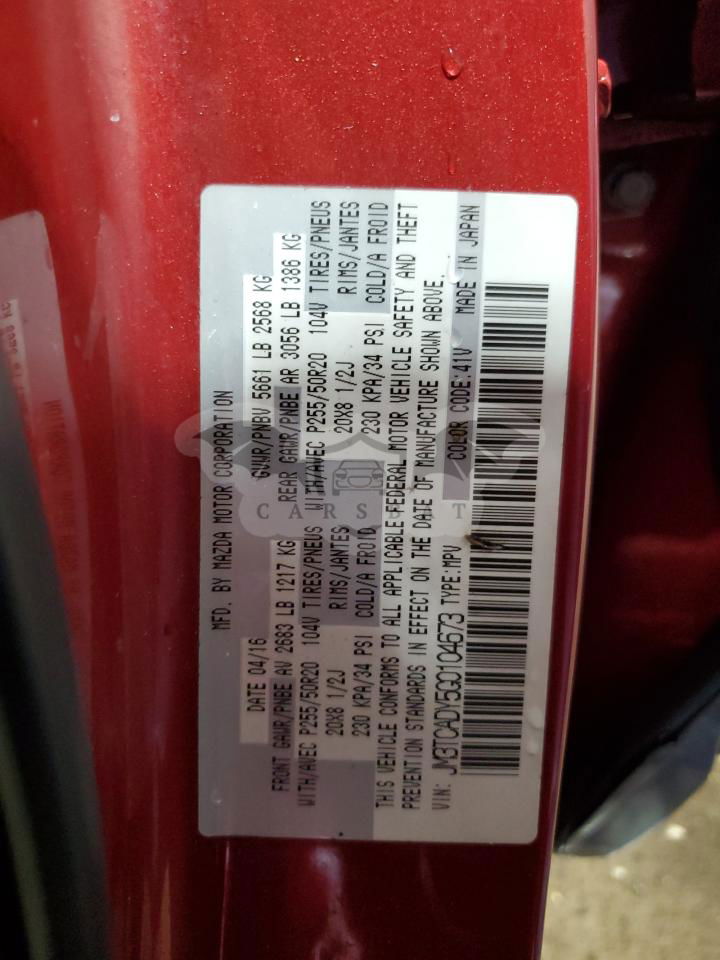 MFD. BY MAZDA MOTOR CORPORATION
DATE 04/16 GVWR/PNBV 5661 LB 2568 KG
FRONT GAWR/PNBE AV 2683 LB 1217 KG REAR GAWR/PNBE AR 3056 LB 1386 KG
WITH/AVEC P255/50R20 104V TIRES/PNEUS WITH/AVEC P255/50R20 104V TIRES/PNEUS
20X8 1/2J RIMS/JANTES 20X8 1/2J RIMS/JANTES
230 KPA/34 PSI COLD/A FROID 230 KPA/34 PSI COLD/A FROID
THIS VEHICLE CONFORMS TO ALL APPLICABLE FEDERAL MOTOR VEHICLE SAFETY AND THEFT
PREVENTION STANDARDS IN EFFECT ON THE DATE OF MANUFACTURE SHOWN ABOVE.
VIN: JM3TCADY5G0104673 TYPE:MPV COLOR CODE:41V MADE IN JAPAN